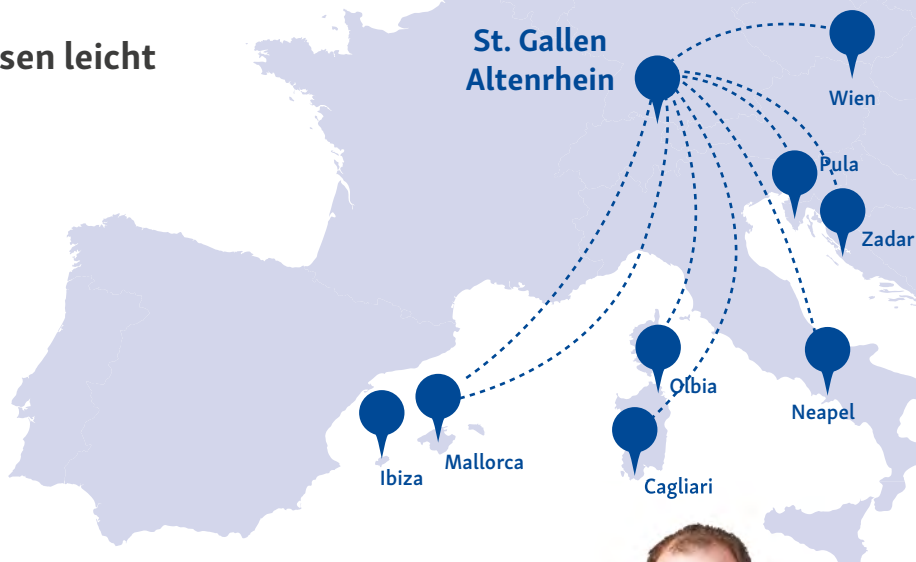 sen leicht
St. Gallen
Altenrhein
Wien
Pula
Zadar
Olbia
Neapel
Mallorca
Ibiza
Cagliari